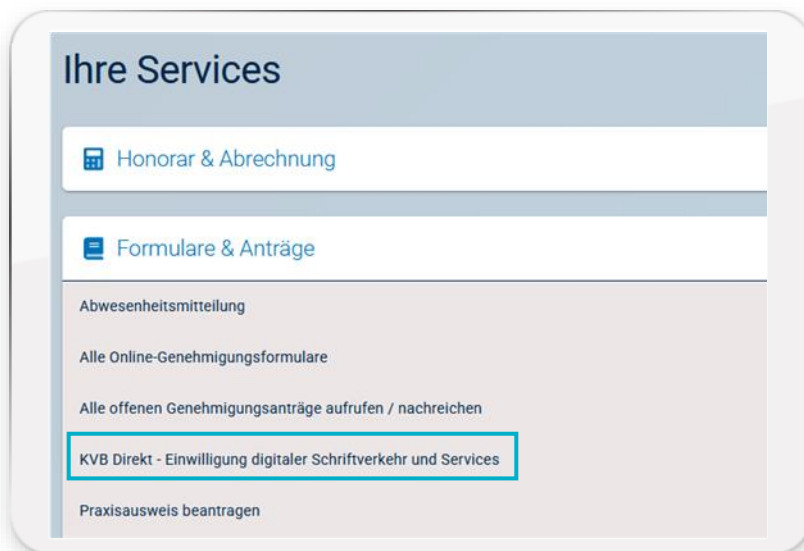 Ihre Services
Honorar & Abrechnung
Formulare & Anträge
Abwesenheitsmitteilung
Alle Online-Genehmigungsformulare
Alle offenen Genehmigungsanträge aufrufen / nachreichen
KVB Direkt - Einwilligung digitaler Schriftverkehr und Services
Praxisausweis beantragen